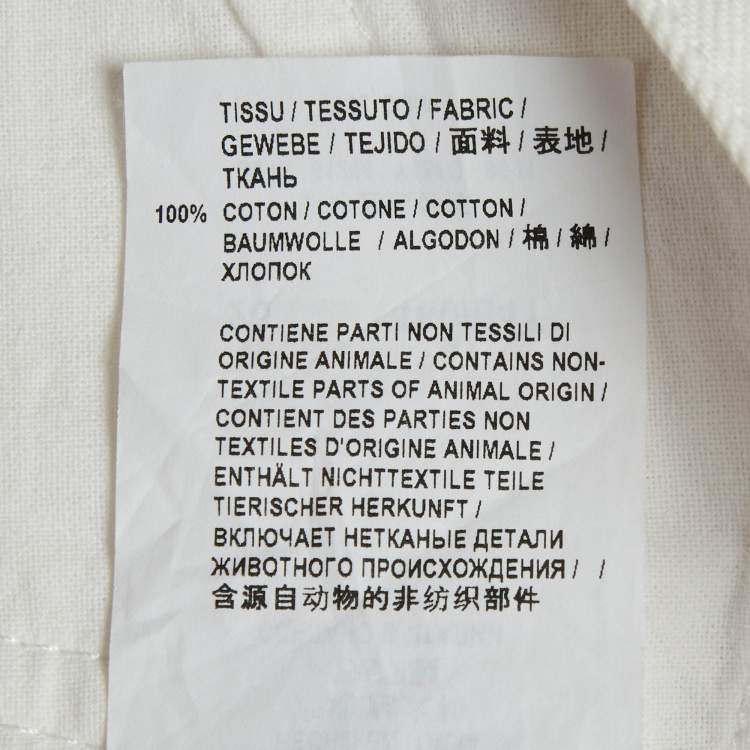 TISSU / TESSUTO / FABRIC /
GEWEBE / TEJIDO / 面料 / 表地 /
ТКАНЬ
100% COTON / COTONE / COTTON /
BAUMWOLLE / ALGODON / 棉 / 綿 /
ХЛОПОК
CONTIENE PARTI NON TESSILI DI
ORIGINE ANIMALE / CONTAINS NON-
TEXTILE PARTS OF ANIMAL ORIGIN /
CONTIENT DES PARTIES NON
TEXTILES D'ORIGINE ANIMALE /
ENTHÄLT NICHTTEXTILE TEILE
TIERISCHER HERKUNFT /
ВКЛЮЧАЕТ НЕТКАНЫЕ ДЕТАЛИ
ЖИВОТНОГО ПРОИСХОЖДЕНИЯ / /
含源自动物的非纺织部件